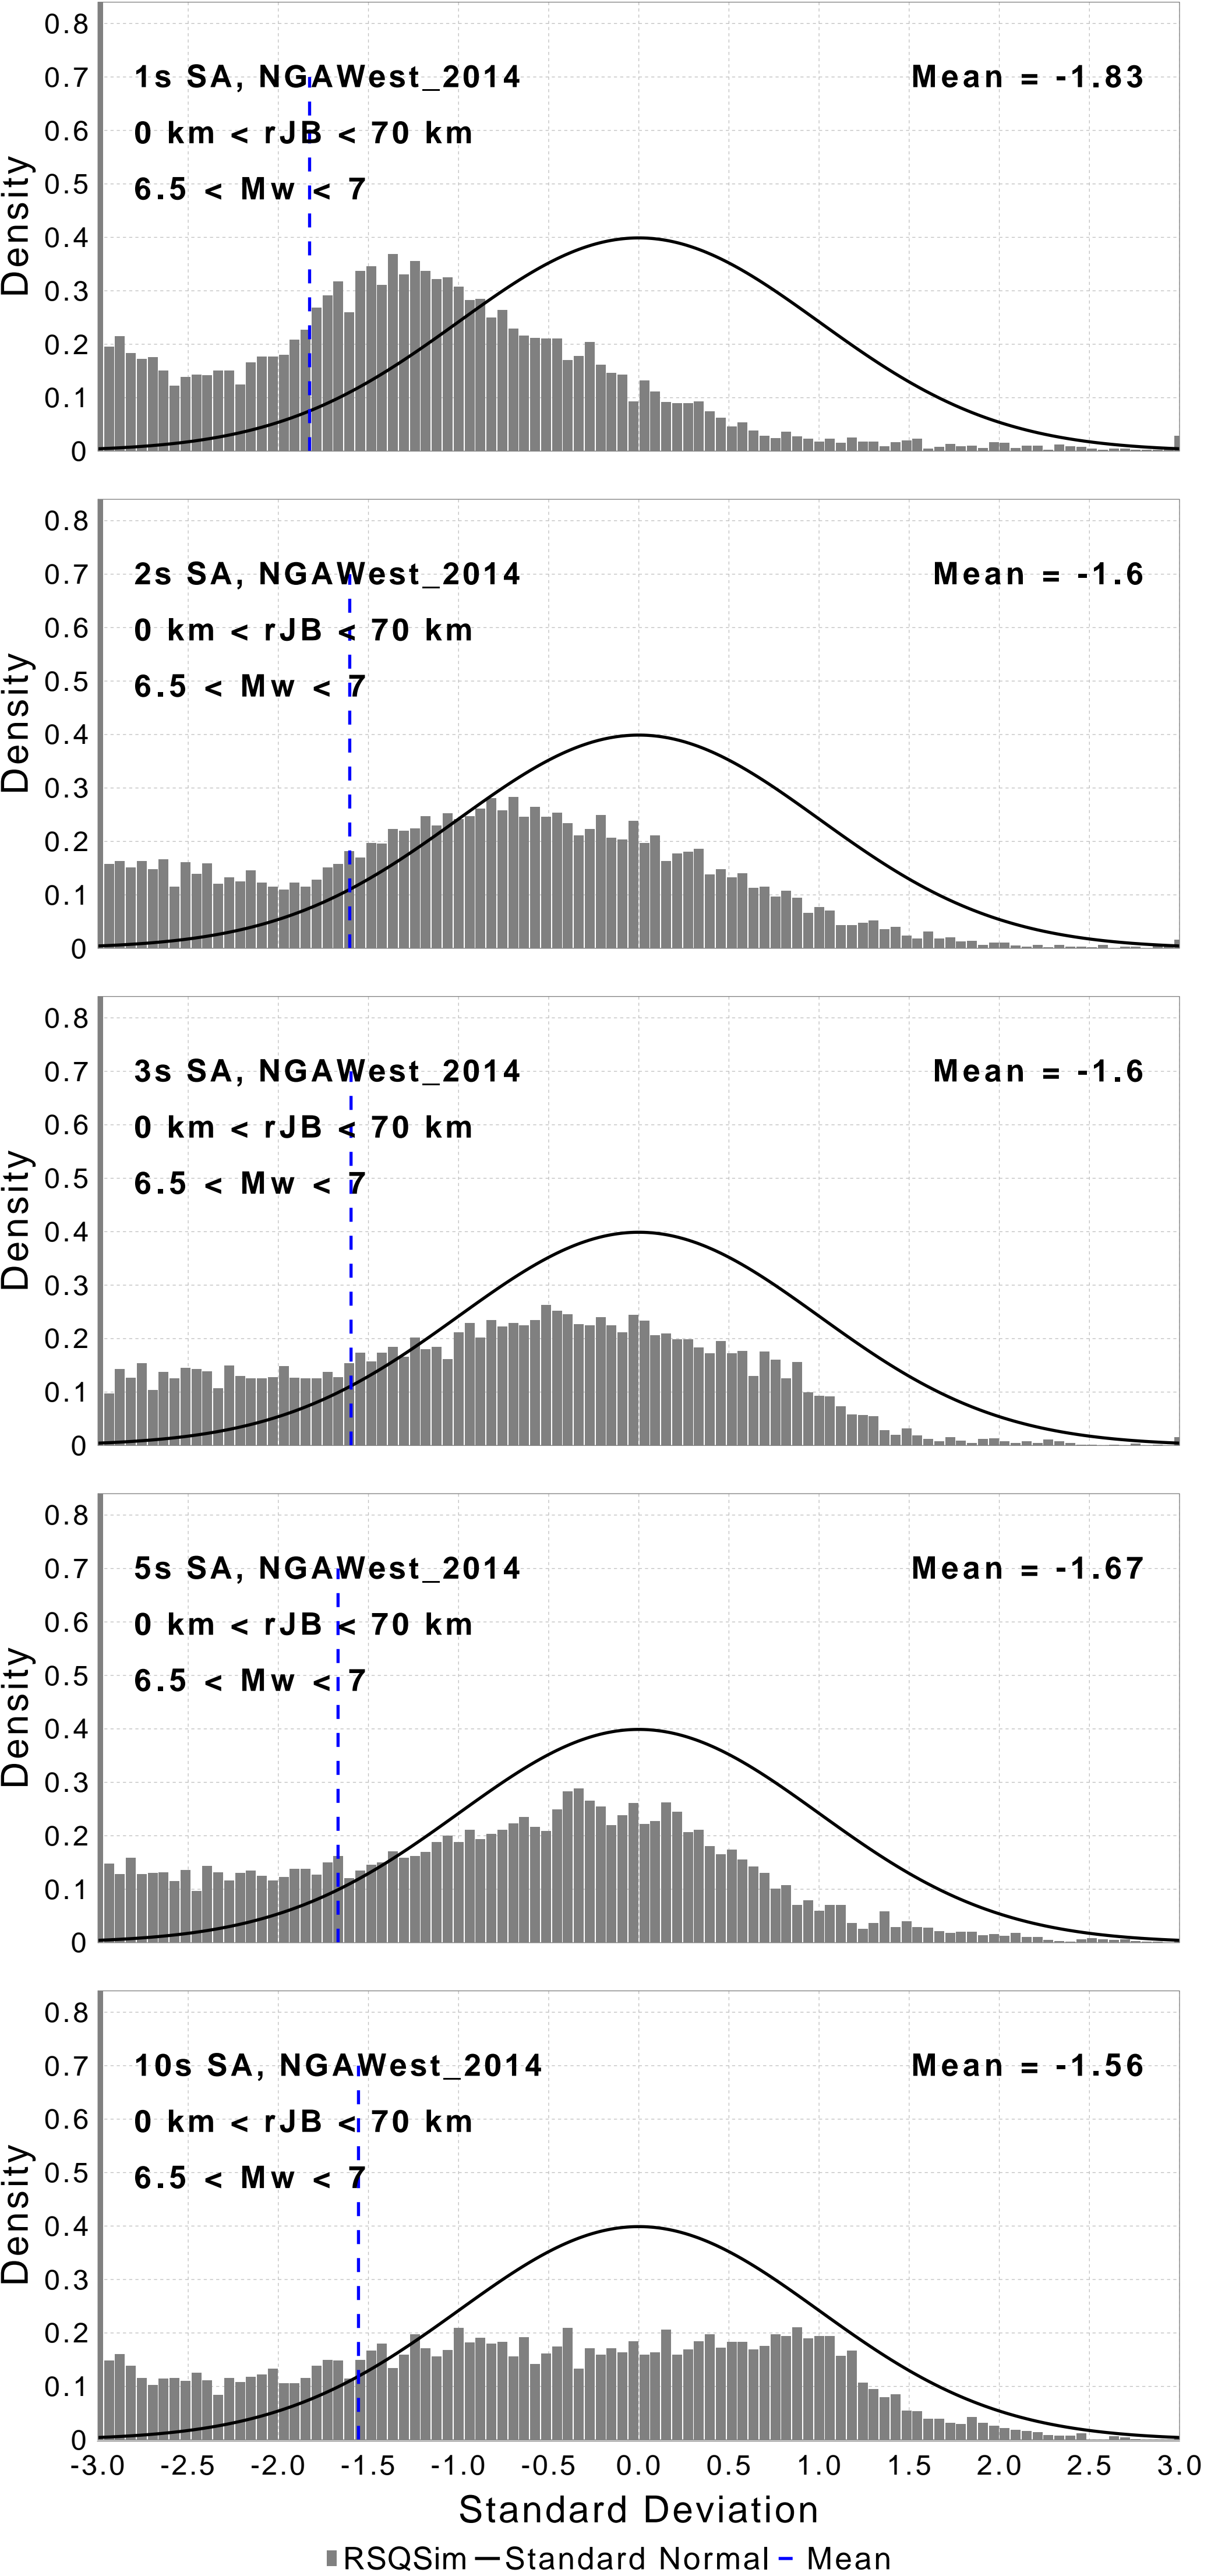 0.8
0.7
0.6
0.5
0.4
0.3
0.2
0.1
0
Density
1s SA, NGAWest_2014
Mean = -1.83
0 km < rJB < 70 km
6.5 < Mw < 7
0.8
0.7
0.6
0.5
0.4
0.3
0.2
0.1
0
Density
2s SA, NGAWest_2014
Mean = -1.6
0 km < rJB < 70 km
6.5 < Mw < 7
0.8
0.7
0.6
0.5
0.4
0.3
0.2
0.1
0
Density
3s SA, NGAWest_2014
Mean = -1.6
0 km < rJB < 70 km
6.5 < Mw < 7
0.8
0.7
0.6
0.5
0.4
0.3
0.2
0.1
0
Density
5s SA, NGAWest_2014
Mean = -1.67
0 km < rJB < 70 km
6.5 < Mw < 7
0.8
0.7
0.6
0.5
0.4
0.3
0.2
0.1
0
Density
10s SA, NGAWest_2014
Mean = -1.56
0 km < rJB < 70 km
6.5 < Mw < 7
-3.0 -2.5 -2.0 -1.5 -1.0 -0.5 0.0 0.5 1.0 1.5 2.0 2.5 3.0
Standard Deviation
RSQSim Standard Normal Mean